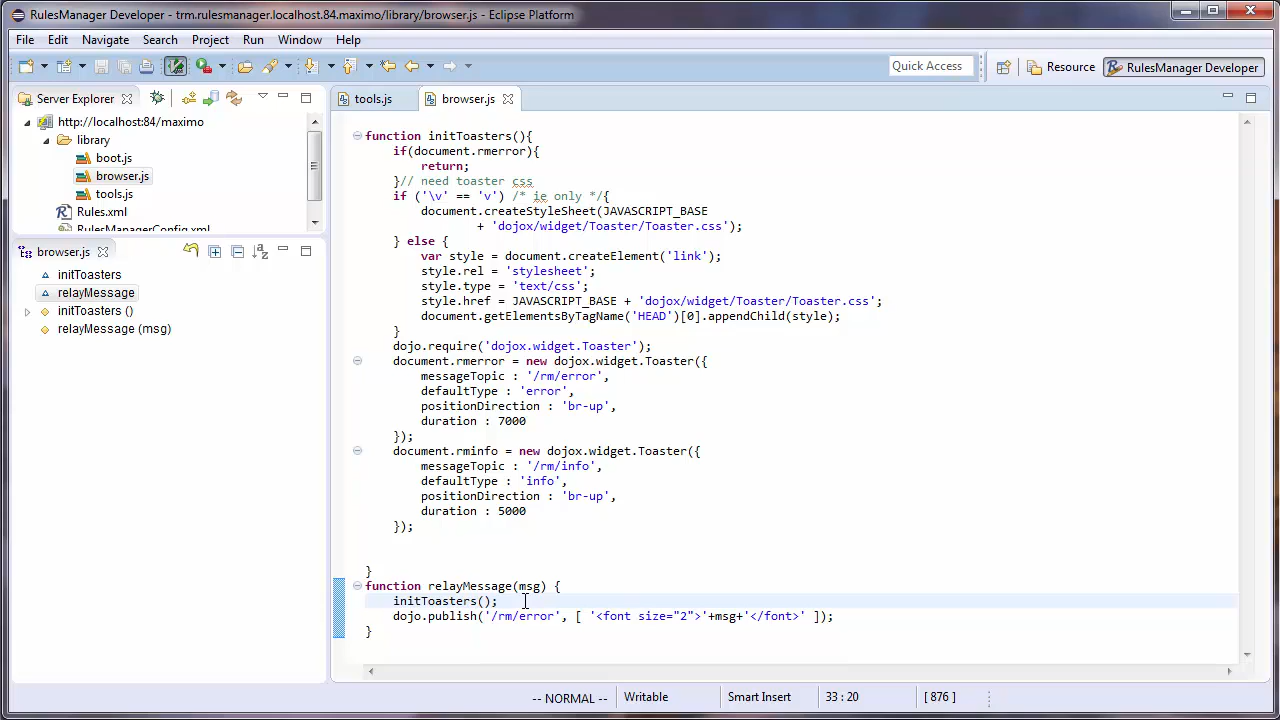 RulesManager Developer - trm.rulesmanager.localhost.84.maximo/library/browser.js - Eclipse Platform
File Edit Navigate Search Project Run Window Help
Quick Access Resource RulesManager Developer
Server Explorer
http://localhost:84/maximo
library
boot.js
browser.js
tools.js
Rules.xml
RulesManagerConfig.xml
browser.js
initToasters
relayMessage
initToasters ()
relayMessage (msg)
tools.js browser.js
function initToasters(){
if(document.rmerror){
return;
}// need toaster css
if ('\v' == 'v') /* ie only */{
document.createStyleSheet(JAVASCRIPT_BASE
+ 'dojox/widget/Toaster/Toaster.css');
} else {
var style = document.createElement('link');
style.rel = 'stylesheet';
style.type = 'text/css';
style.href = JAVASCRIPT_BASE + 'dojox/widget/Toaster/Toaster.css';
document.getElementsByTagName('HEAD')[0].appendChild(style);
}
dojo.require('dojox.widget.Toaster');
document.rmerror = new dojox.widget.Toaster({
messageTopic : '/rm/error',
defaultType : 'error',
positionDirection : 'br-up',
duration : 7000
});
document.rminfo = new dojox.widget.Toaster({
messageTopic : '/rm/info',
defaultType : 'info',
positionDirection : 'br-up',
duration : 5000
});
}
function relayMessage(msg) {
initToasters();
dojo.publish('/rm/error', [ '<font size="2">'+msg+'</font>' ]);
}
-- NORMAL -- Writable Smart Insert 33 : 20 [ 876 ]